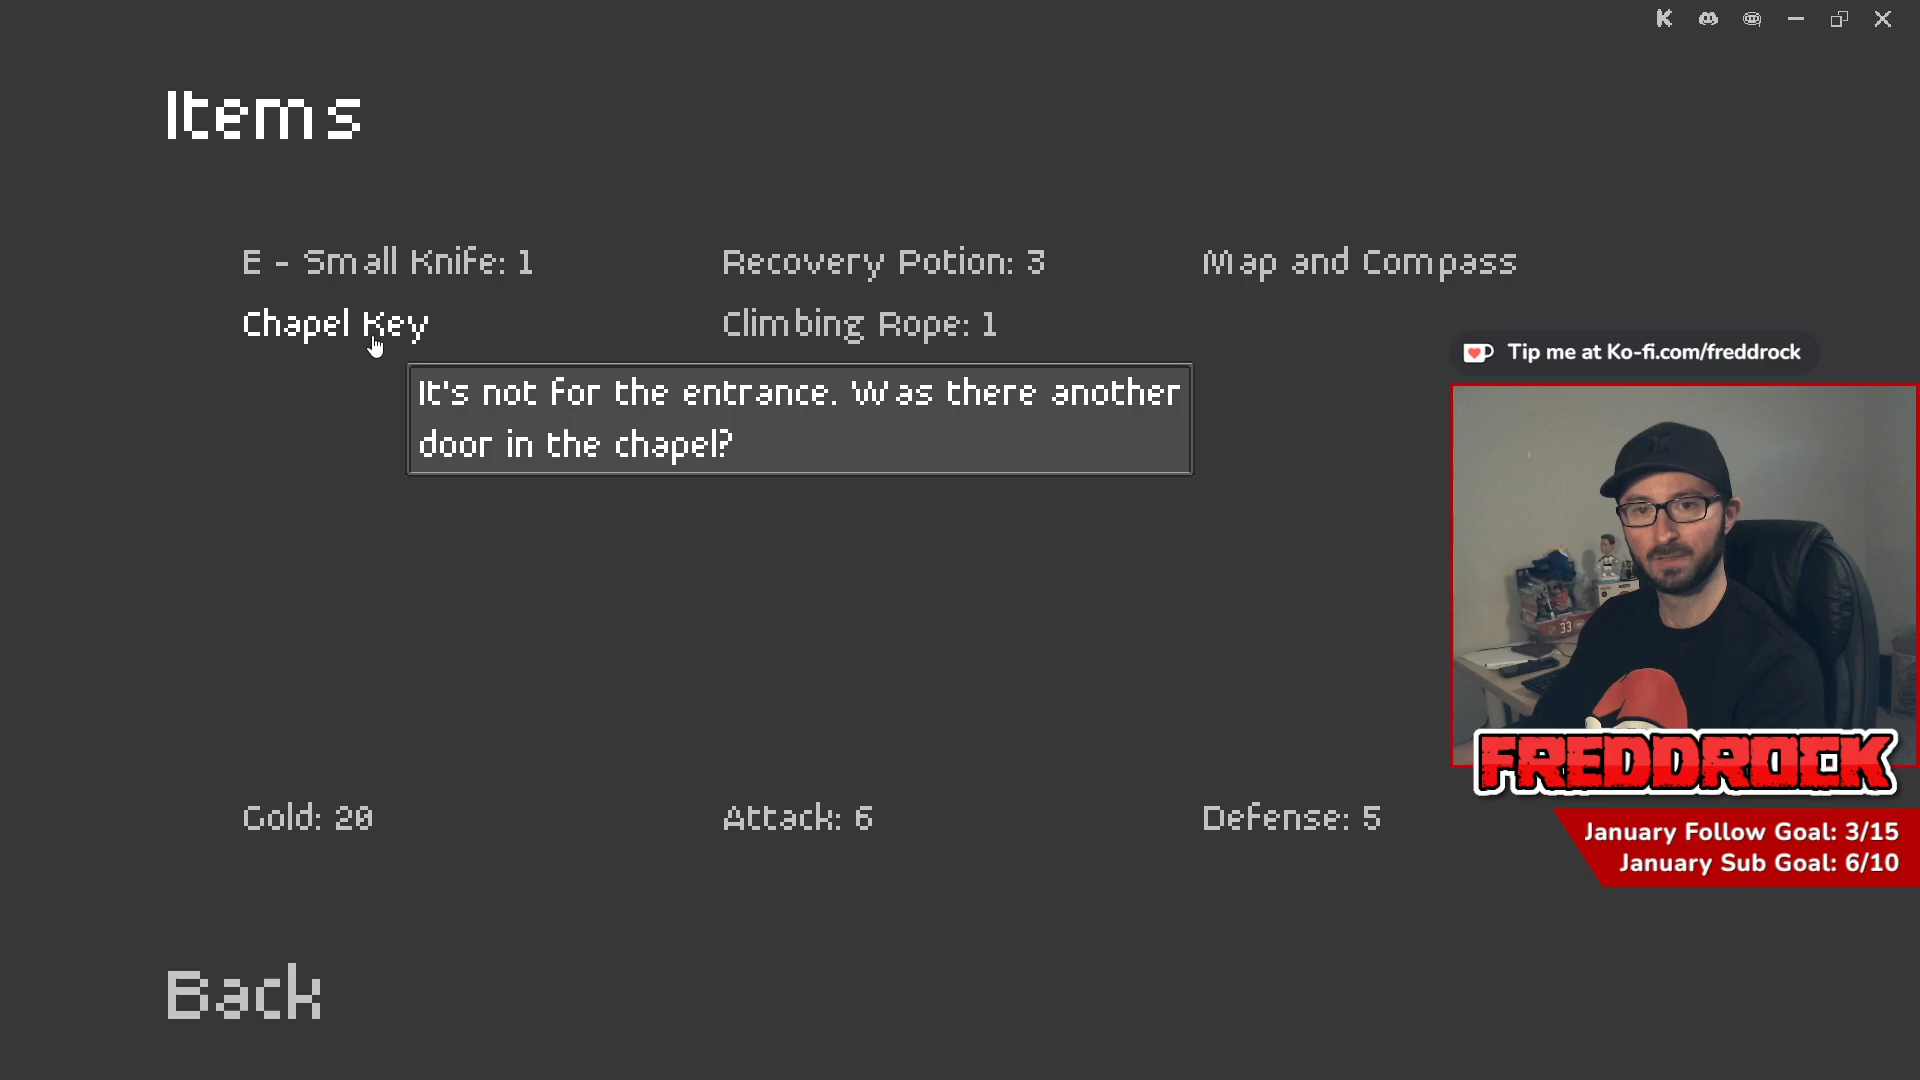 K
Items
E - Small Knife: 1
Recovery Potion: 3
Map and Compass
Chapel Key
Climbing Rope: 1
It's not for the entrance. Was there another
door in the chapel?
Tip me at Ko-fi.com/freddrock
33
FREDDROCK
January Follow Goal: 3/15
January Sub Goal: 6/10
Gold: 20
Attack: 6
Defense: 5
Back